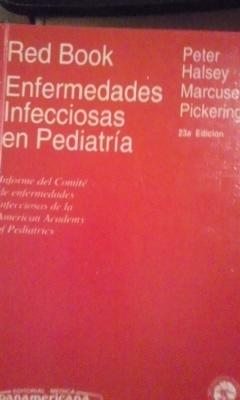 Red Book
Enfermedades
Infecciosas
en Pediatría
Peter
Halsey
Marcuse
Pickering
23a Edicion
Informe del Comité
de enfermedades
infecciosas de la
American Academy
of Pediatrics
EDITORIAL MEDICA
panamericana